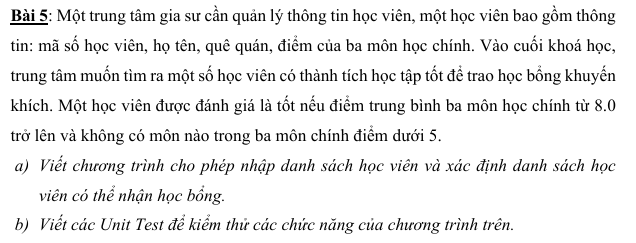 Bài 5: Một trung tâm gia sư cần quản lý thông tin học viên, một học viên bao gồm thông
tin: mã số học viên, họ tên, quê quán, điểm của ba môn học chính. Vào cuối khoá học,
trung tâm muốn tìm ra một số học viên có thành tích học tập tốt để trao học bổng khuyến
khích. Một học viên được đánh giá là tốt nếu điểm trung bình ba môn học chính từ 8.0
trở lên và không có môn nào trong ba môn chính điểm dưới 5.
a) Viết chương trình cho phép nhập danh sách học viên và xác định danh sách học
viên có thể nhận học bổng.
b) Viết các Unit Test để kiểm thử các chức năng của chương trình trên.